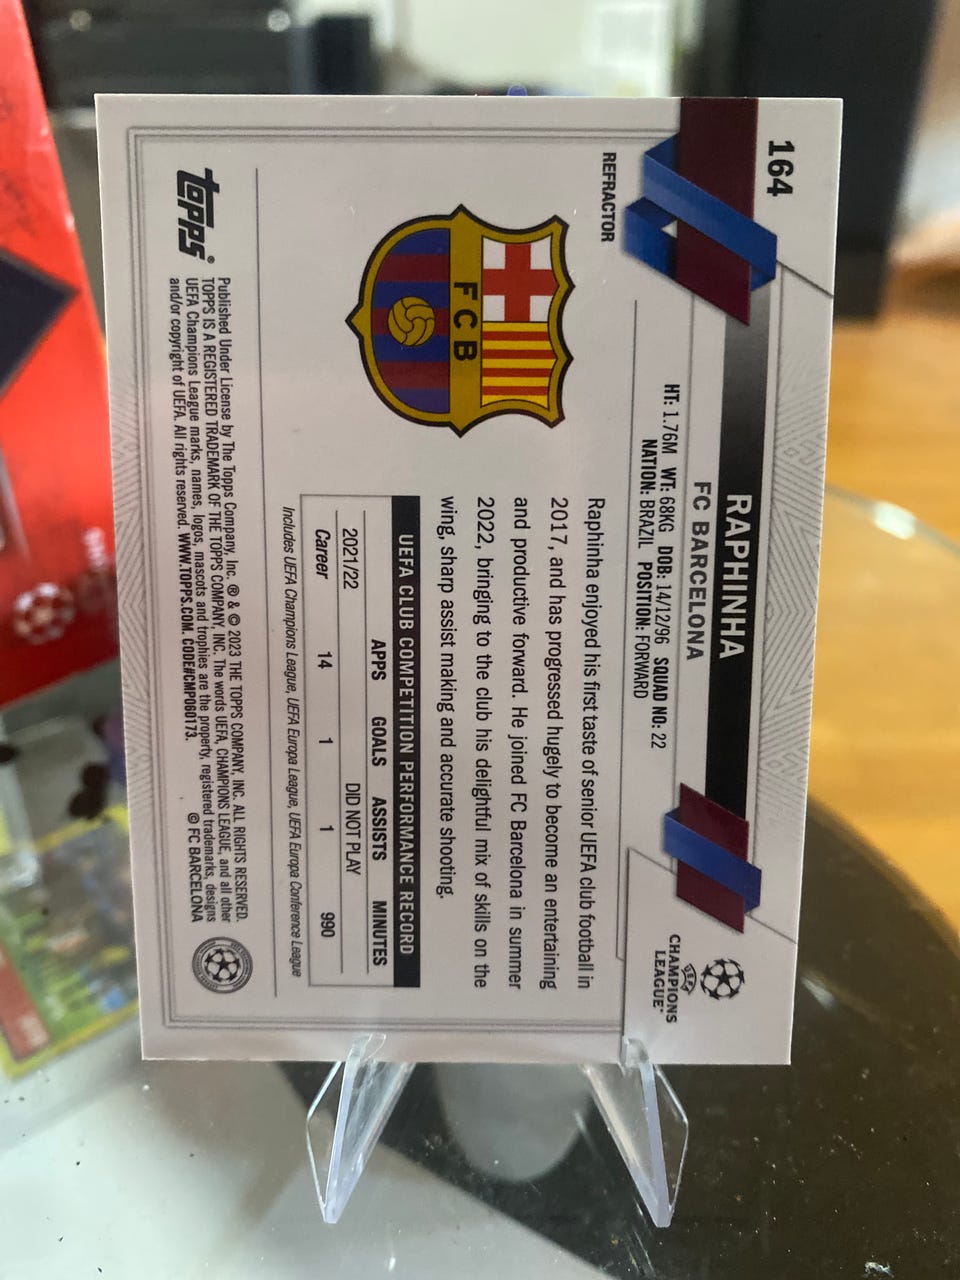 164
RAPHINHA
FC BARCELONA
HT: 1.76M WT: 68KG DOB: 14/12/96 SQUAD NO: 22
NATION: BRAZIL POSITION: FORWARD
CHAMPIONS
LEAGUE
UEFA
REFRACTOR
FCB
Raphinha enjoyed his first taste of senior UEFA club football in
2017, and has progressed hugely to become an entertaining
and productive forward. He joined FC Barcelona in summer
2022, bringing to the club his delightful mix of skills on the
wing, sharp assist making and accurate shooting.
UEFA CLUB COMPETITION PERFORMANCE RECORD
APPS GOALS ASSISTS MINUTES
2021/22 DID NOT PLAY
Career 14 1 1 990
Includes UEFA Champions League, UEFA Europa League, UEFA Europa Conference League
Topps®
Published Under License by The Topps Company, Inc. ® & © 2023 THE TOPPS COMPANY, INC. ALL RIGHTS RESERVED.
TOPPS IS A REGISTERED TRADEMARK OF THE TOPPS COMPANY, INC. The words UEFA, CHAMPIONS LEAGUE, and all other
UEFA Champions League marks, names, logos, mascots and trophies are the property, registered trademarks, designs
and/or copyright of UEFA. All rights reserved. WWW.TOPPS.COM. CODE#CMP060173. © FC BARCELONA